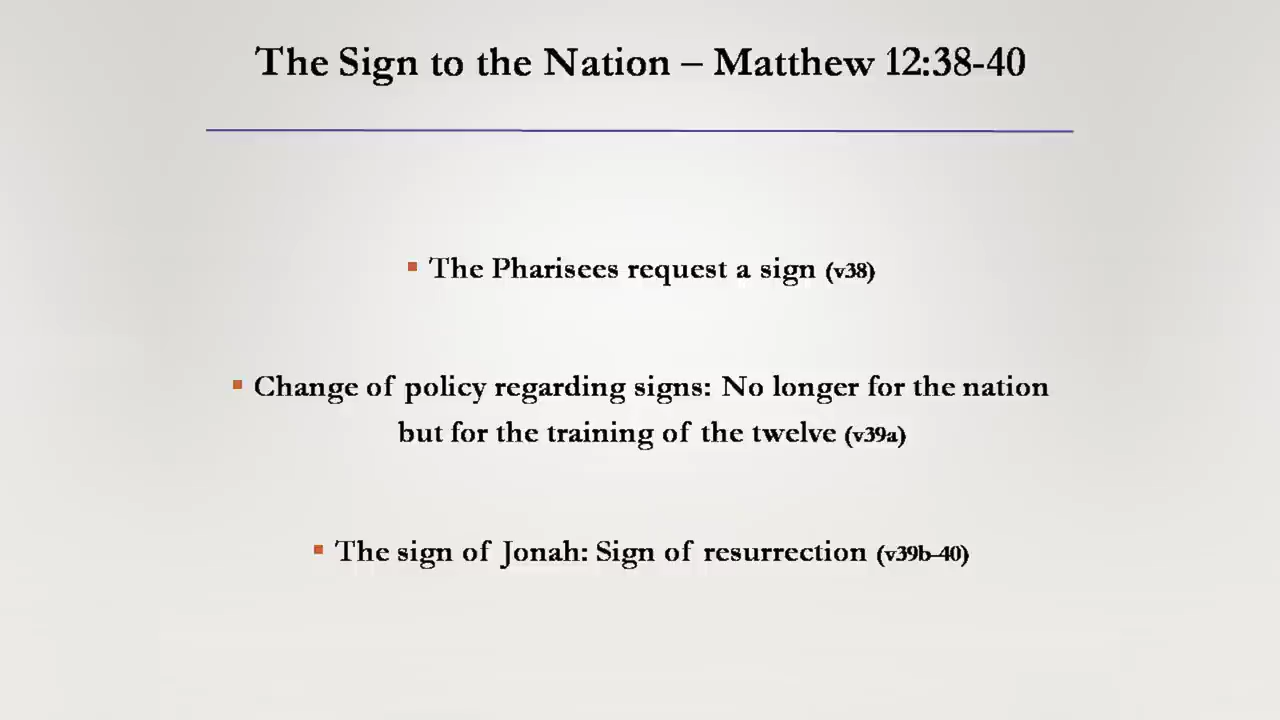 The Sign to the Nation – Matthew 12:38-40
▪ The Pharisees request a sign (v38)
▪ Change of policy regarding signs: No longer for the nation
but for the training of the twelve (v39a)
▪ The sign of Jonah: Sign of resurrection (v39b-40)